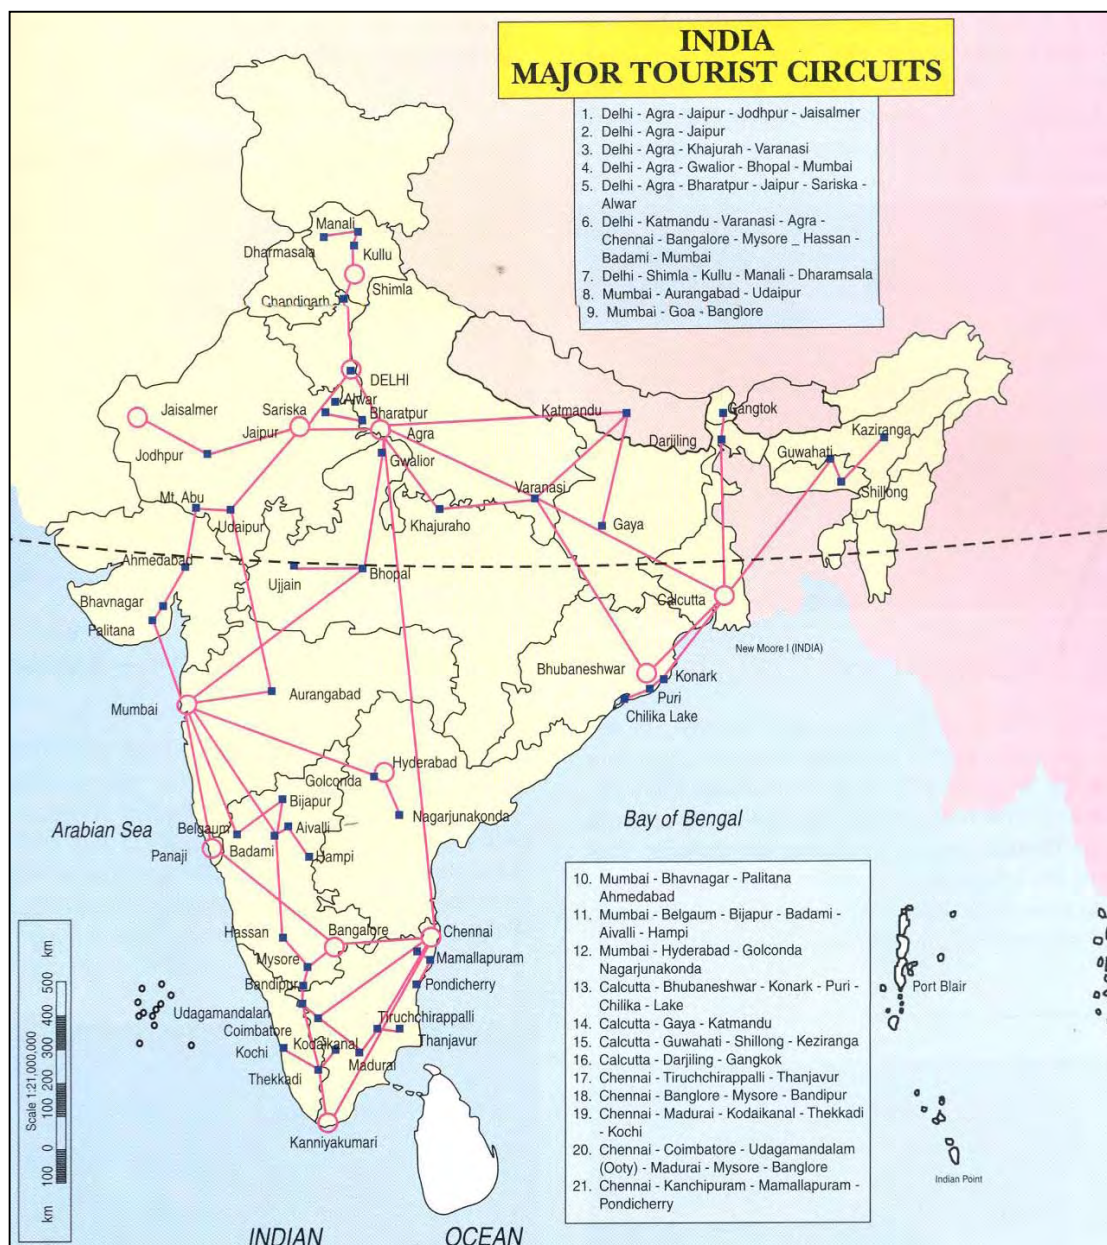 INDIA
MAJOR TOURIST CIRCUITS
1. Delhi - Agra - Jaipur - Jodhpur - Jaisalmer
2. Delhi - Agra - Jaipur
3. Delhi - Agra - Khajurah - Varanasi
4. Delhi - Agra - Gwalior - Bhopal - Mumbai
5. Delhi - Agra - Bharatpur - Jaipur - Sariska -
Alwar
6. Delhi - Katmandu - Varanasi - Agra -
Chennai - Bangalore - Mysore _ Hassan -
Badami - Mumbai
7. Delhi - Shimla - Kullu - Manali - Dharamsala
8. Mumbai - Aurangabad - Udaipur
9. Mumbai - Goa - Banglore
Manali
Dharmasala
Kullu
Shimla
Chandigarh
DELHI
Alwar
Jaisalmer
Sariska
Bharatpur
Katmandu
Gangtok
Jaipur
Agra
Darjiling
Kaziranga
Jodhpur
Gwalior
Guwahati
Mt. Abu
Varanasi
Shillong
Udaipur
Khajuraho
Gaya
Ahmedabad
Ujjain
Bhopal
Bhavnagar
Calcutta
Palitana
New Moore I (INDIA)
Bhubaneshwar
Konark
Aurangabad
Puri
Mumbai
Chilika Lake
Hyderabad
Golconda
Bijapur
Nagarjunakonda
Arabian Sea
Belgaum
Aivalli
Bay of Bengal
Panaji
Badami
Hampi
10. Mumbai - Bhavnagar - Palitana
Ahmedabad
11. Mumbai - Belgaum - Bijapur - Badami -
Aivalli - Hampi
12. Mumbai - Hyderabad - Golconda
Nagarjunakonda
13. Calcutta - Bhubaneshwar - Konark - Puri -
Chilika - Lake
14. Calcutta - Gaya - Katmandu
15. Calcutta - Guwahati - Shillong - Keziranga
16. Calcutta - Darjiling - Gangkok
17. Chennai - Tiruchchirappalli - Thanjavur
18. Chennai - Banglore - Mysore - Bandipur
19. Chennai - Madurai - Kodaikanal - Thekkadi
- Kochi
20. Chennai - Coimbatore - Udagamandalam
(Ooty) - Madurai - Mysore - Banglore
21. Chennai - Kanchipuram - Mamallapuram -
Pondicherry
Hassan
Bangalore
Chennai
Mysore
Mamallapuram
Bandipur
Pondicherry
Port Blair
Udagamandalan
Tiruchchirappalli
Coimbatore
Kodaikanal
Thanjavur
Kochi
Madurai
Thekkadi
Kanniyakumari
Indian Point
km
500
400
300
200
100
0
100
km
Scale 1:21,000,000
INDIAN
OCEAN